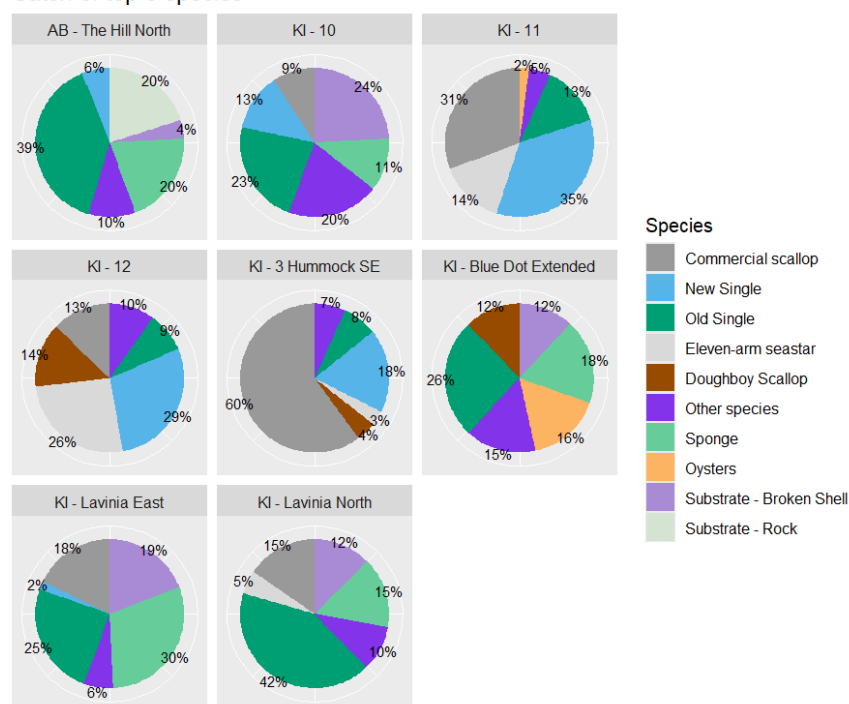 AB - The Hill North
KI - 10
KI - 11
6%
20%
4%
20%
10%
39%
9%
24%
11%
20%
23%
13%
2%
5%
13%
35%
14%
31%
KI - 12
KI - 3 Hummock SE
KI - Blue Dot Extended
13%
10%
9%
29%
26%
14%
7%
8%
18%
3%
4%
60%
12%
12%
18%
16%
15%
26%
KI - Lavinia East
KI - Lavinia North
18%
19%
30%
6%
25%
2%
15%
12%
15%
10%
42%
5%
Species
Commercial scallop
New Single
Old Single
Eleven-arm seastar
Doughboy Scallop
Other species
Sponge
Oysters
Substrate - Broken Shell
Substrate - Rock